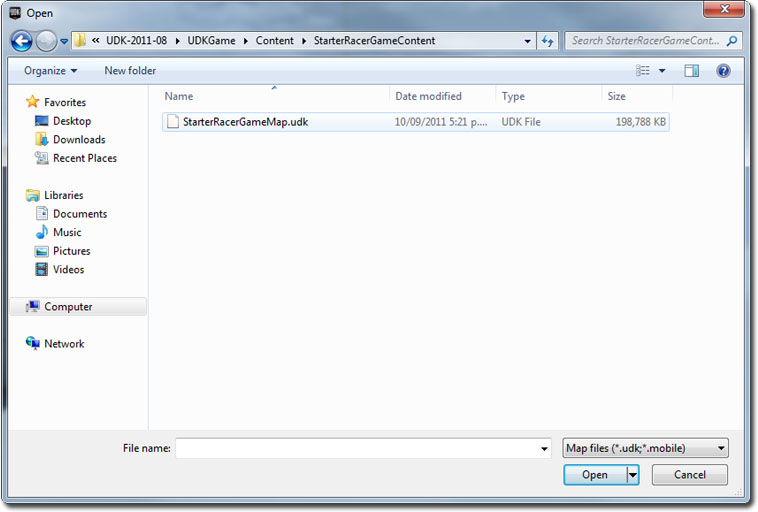 Open
« UDK-2011-08 UDKGame Content StarterRacerGameContent Search StarterRacerGameCont...
Organize New folder
Name Date modified Type Size
Favorites
Desktop
Downloads
Recent Places
StarterRacerGameMap.udk 10/09/2011 5:21 p.... UDK File 198,788 KB
Libraries
Documents
Music
Pictures
Videos
Computer
Network
File name: Map files (*.udk;*.mobile)
Open Cancel